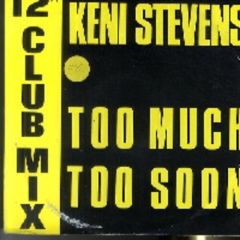 12"
CLUB
MIX
KENI STEVENS
TOO MUCH
TOO SOON